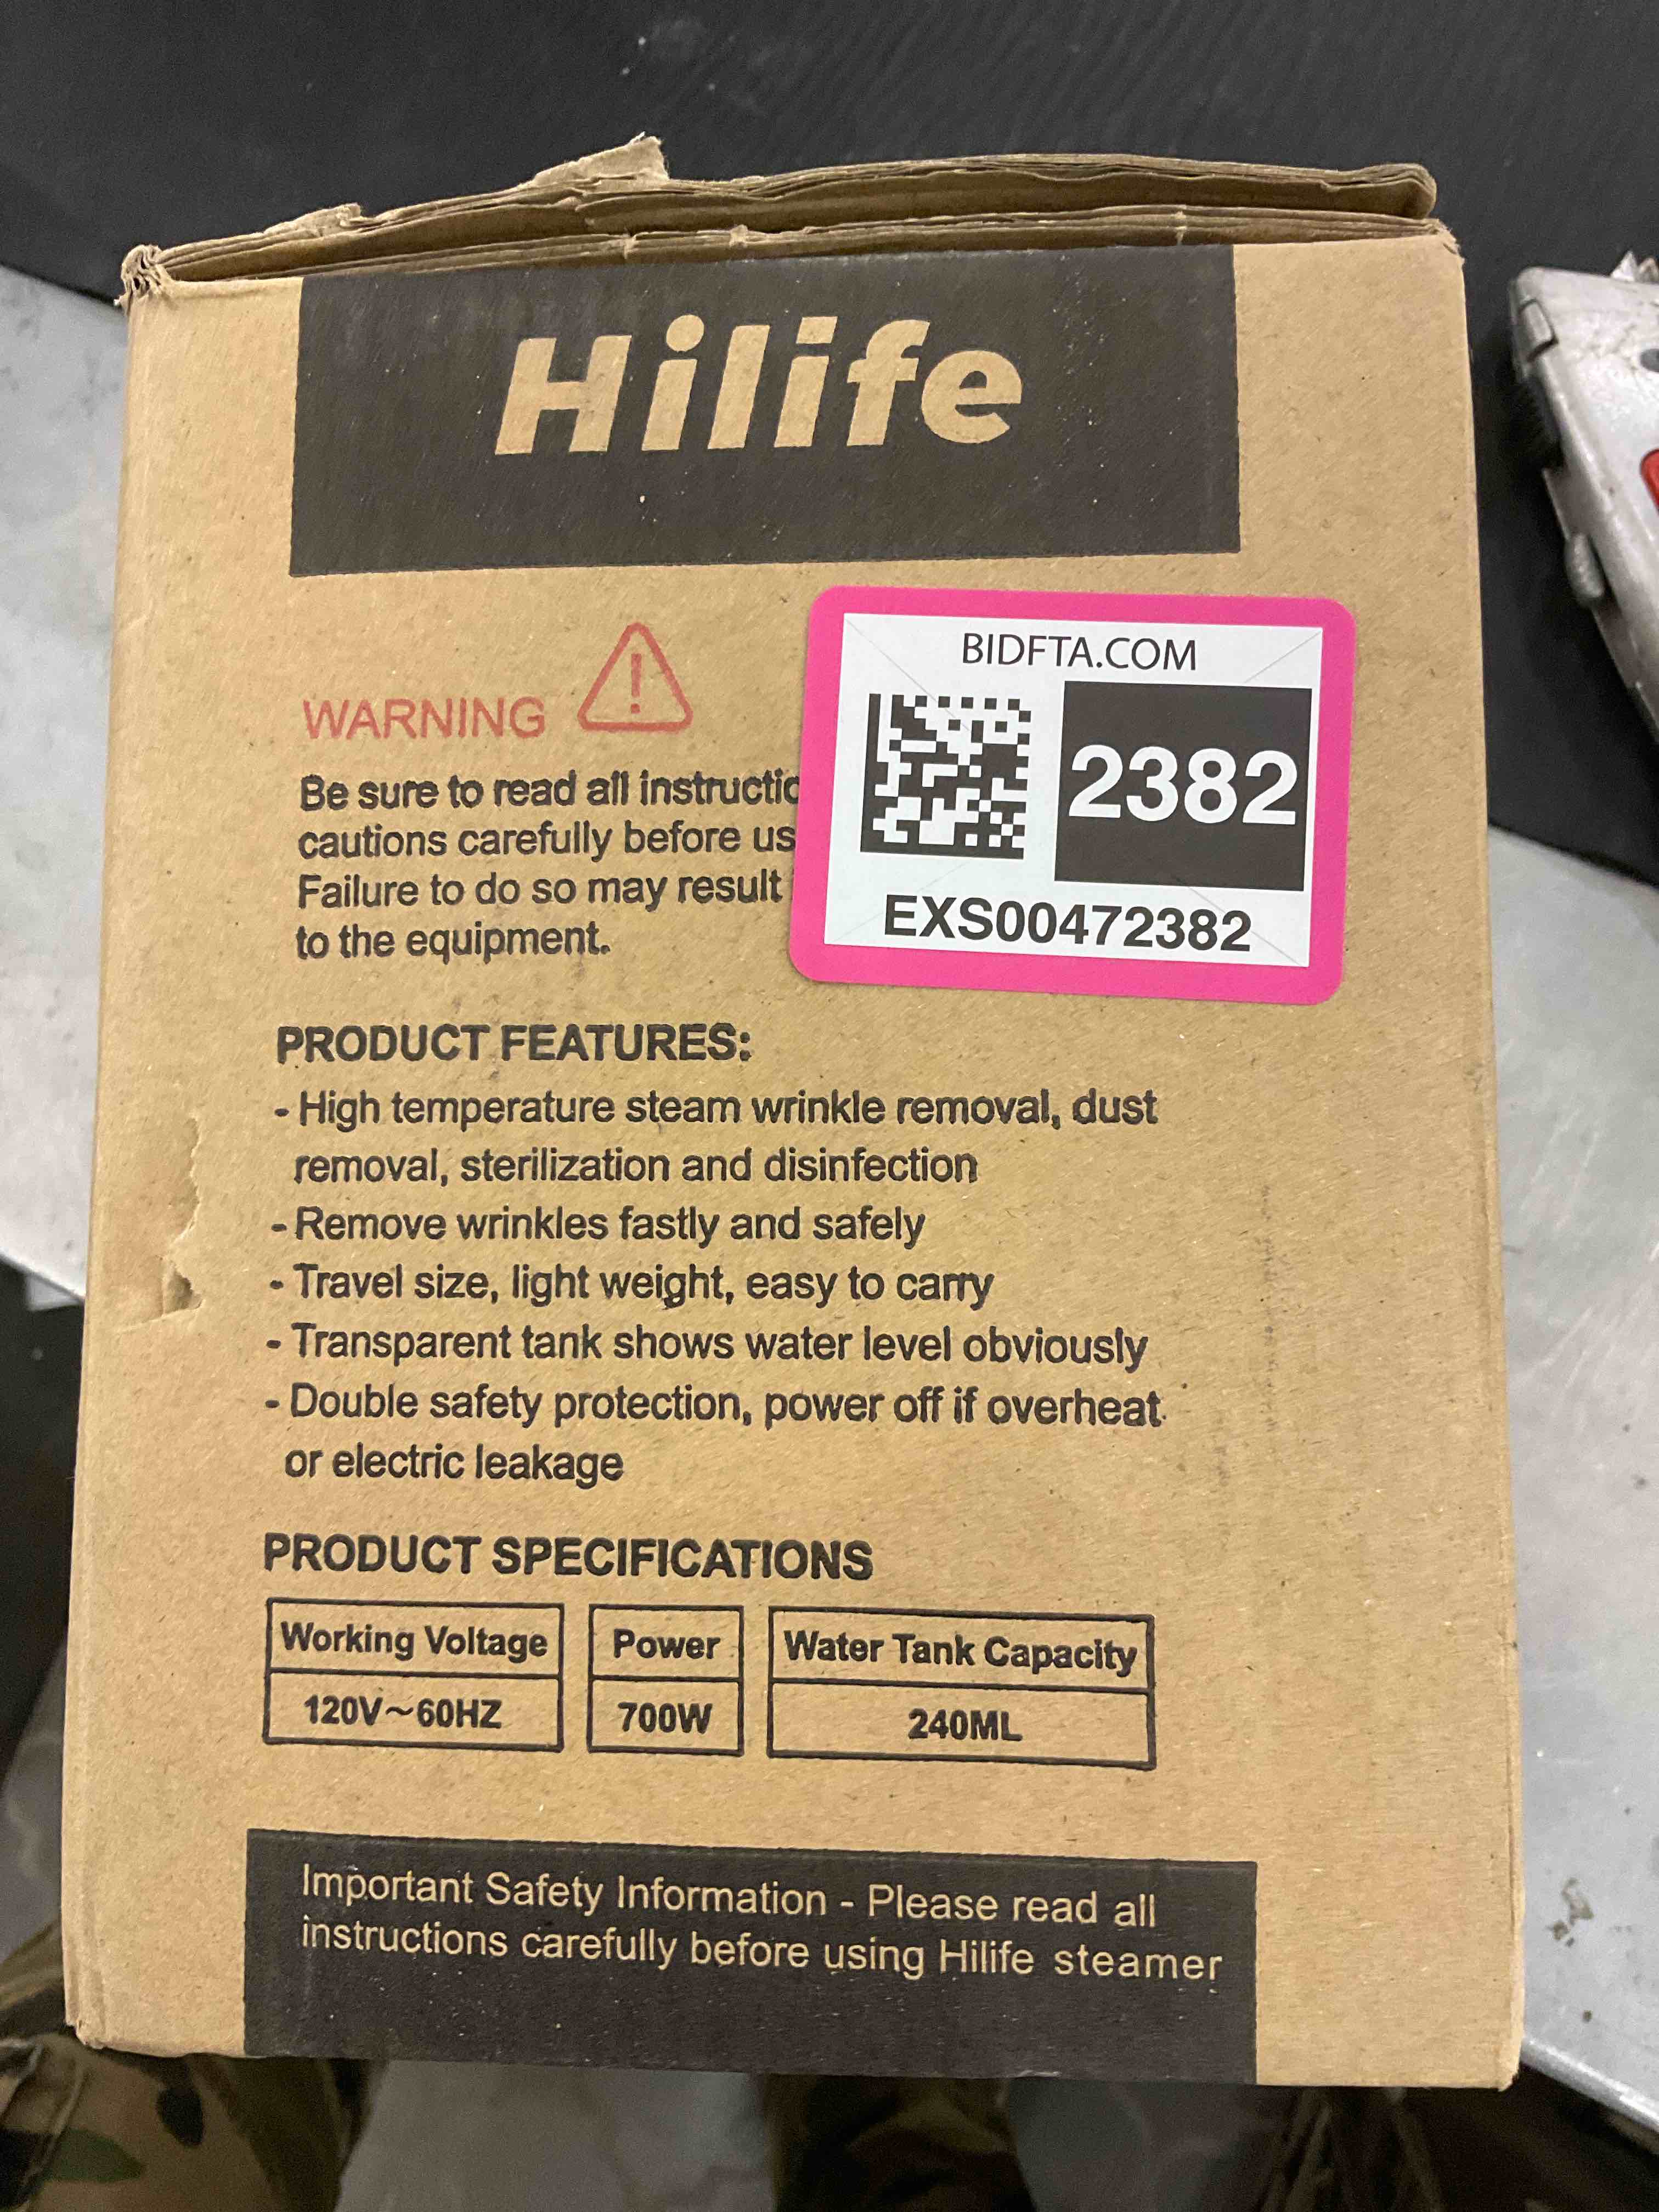 Hilife
WARNING
Be sure to read all
cautions carefully before
Failure to do so may result
to the equipment.
BIDFTA.COM
2382
EXS00472382
PRODUCT FEATURES:
- High temperature steam wrinkle removal, dust
removal, sterilization and disinfection
- Remove wrinkles fastly and safely
- Travel size, light weight, easy to carry
- Transparent tank shows water level obviously
- Double safety protection, power off if overheat
or electric leakage
PRODUCT SPECIFICATIONS
Working Voltage Power Water Tank Capacity
120V~60HZ 700W 240ML
Important Safety Information - Please read all
instructions carefully before using Hilife steamer